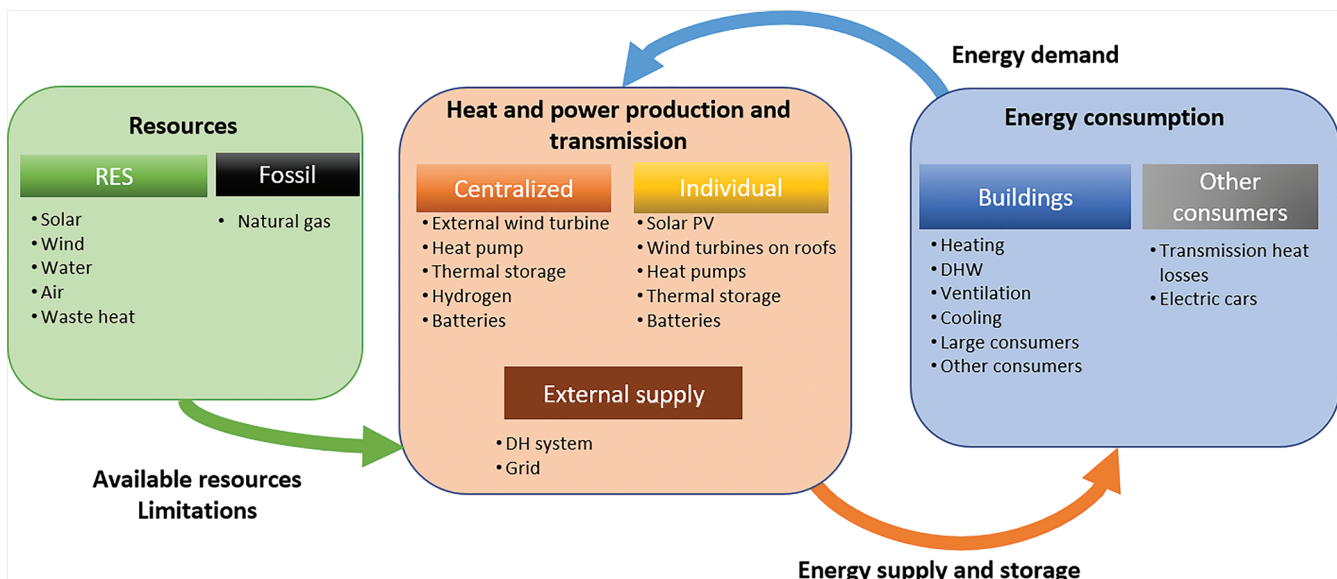 Energy demand
Resources
RES
Fossil
• Solar
• Wind
• Water
• Air
• Waste heat
• Natural gas
Available resources
Limitations
Heat and power production and
transmission
Centralized
• External wind turbine
• Heat pump
• Thermal storage
• Hydrogen
• Batteries
Individual
• Solar PV
• Wind turbines on roofs
• Heat pumps
• Thermal storage
• Batteries
External supply
• DH system
• Grid
Energy consumption
Buildings
• Heating
• DHW
• Ventilation
• Cooling
• Large consumers
• Other consumers
Other
consumers
• Transmission heat
losses
• Electric cars
Energy supply and storage